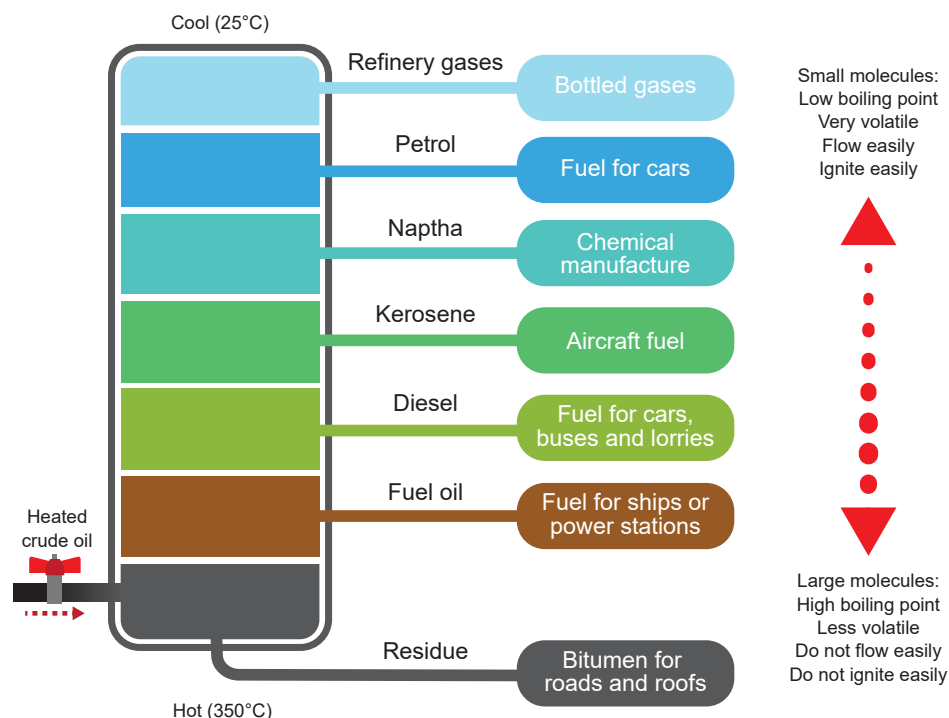 Cool (25°C)
Refinery gases
Bottled gases
Petrol
Fuel for cars
Naptha
Chemical
manufacture
Kerosene
Aircraft fuel
Diesel
Fuel for cars,
buses and lorries
Fuel oil
Fuel for ships or
power stations
Heated
crude oil
Residue
Bitumen for
roads and roofs
Hot (350°C)
Small molecules:
Low boiling point
Very volatile
Flow easily
Ignite easily
Large molecules:
High boiling point
Less volatile
Do not flow easily
Do not ignite easily